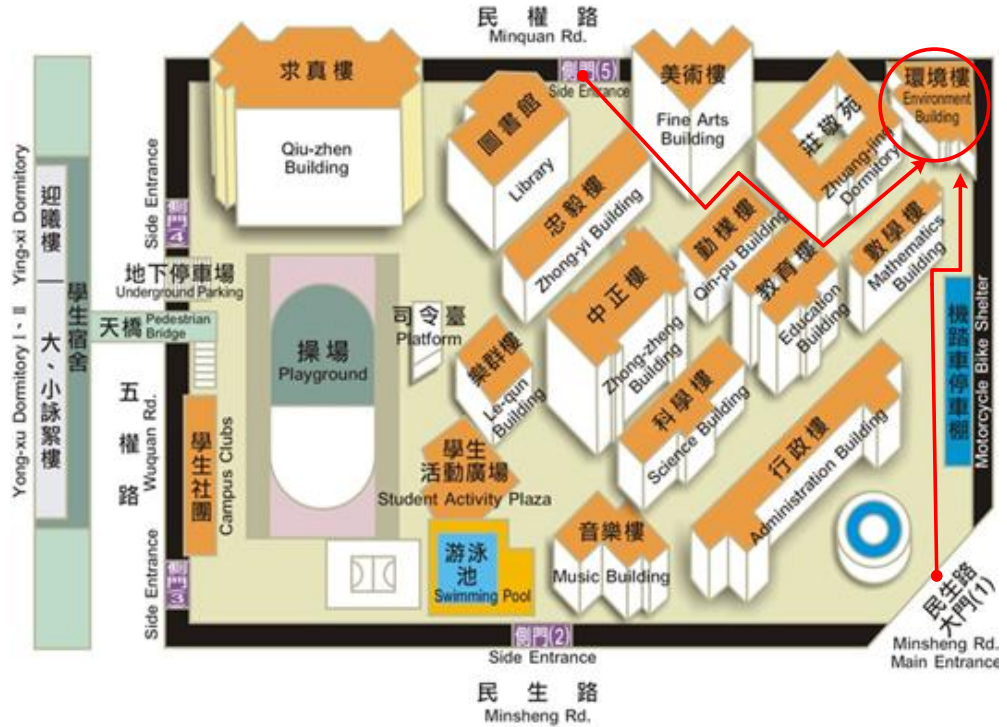 民權路
Minquan Rd.
求真樓
Qiu-zhen
Building
側門(5)
Side Entrance
美術樓
Fine Arts
Building
環境樓
Environment
Building
圖書館
Library
莊敬苑
Zhuang-jing
Dormitory
忠毅樓
Zhong-yi Building
勤樸樓
Qin-pu Building
數學樓
Mathematics
Building
教育樓
Education
Building
中正樓
Zhong-zheng
Building
迎曦樓
Ying-xi Dormitory
大、小詠絮樓
Yong-xu Dormitory I、II
學生宿舍
Side Entrance
側門4
地下停車場
Underground Parking
天橋
Pedestrian
Bridge
五權路
Wuquan Rd.
操場
Playground
司令臺
Platform
樂群樓
Le-qun
Building
科學樓
Science Building
行政樓
Administration Building
機踏車停車棚
Motorcycle Bike Shelter
學生社團
Campus Clubs
學生
活動廣場
Student Activity Plaza
游泳
池
Swimming Pool
音樂樓
Music Building
側門3
Side Entrance
側門(2)
Side Entrance
民生路
Minsheng Rd.
民生路
大門(1)
Minsheng Rd.
Main Entrance